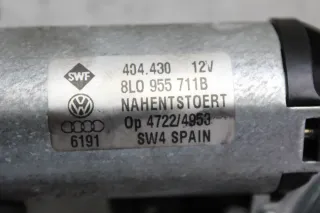 SWF
404.430 12V
8L0 955 711B
NAHENTSTOERT
Op 4722/4953
6191 SW4 SPAIN